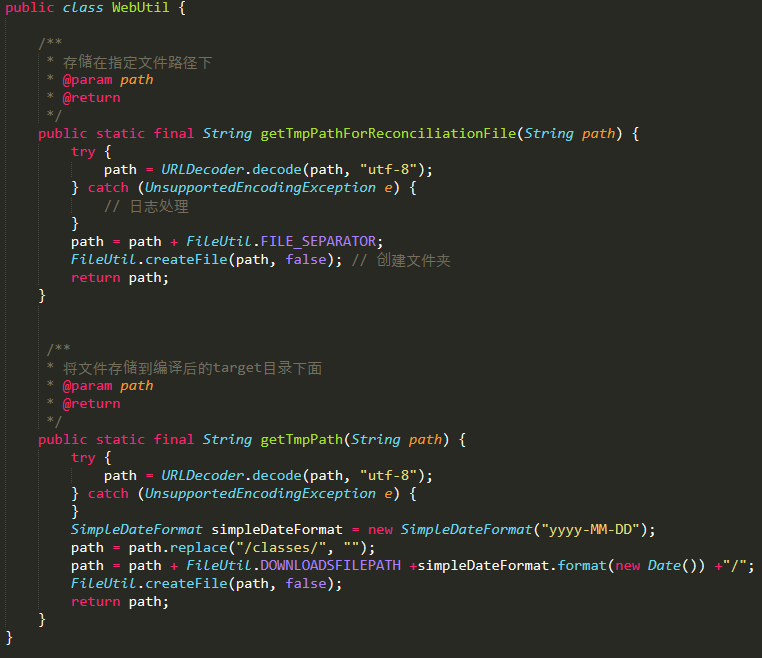 public class WebUtil {
/**
* 存储在指定文件路径下
* @param path
* @return
*/
public static final String getTmpPathForReconciliationFile(String path) {
try {
path = URLDecoder.decode(path, "utf-8");
} catch (UnsupportedEncodingException e) {
// 日志处理
}
path = path + FileUtil.FILE_SEPARATOR;
FileUtil.createFile(path, false); // 创建文件夹
return path;
}
/**
* 将文件存储到编译后的target目录下面
* @param path
* @return
*/
public static final String getTmpPath(String path) {
try {
path = URLDecoder.decode(path, "utf-8");
} catch (UnsupportedEncodingException e) {
}
SimpleDateFormat simpleDateFormat = new SimpleDateFormat("yyyy-MM-DD");
path = path.replace("/classes/", "");
path = path + FileUtil.DOWNLOADSFILEPATH +simpleDateFormat.format(new Date()) +"/";
FileUtil.createFile(path, false);
return path;
}
}